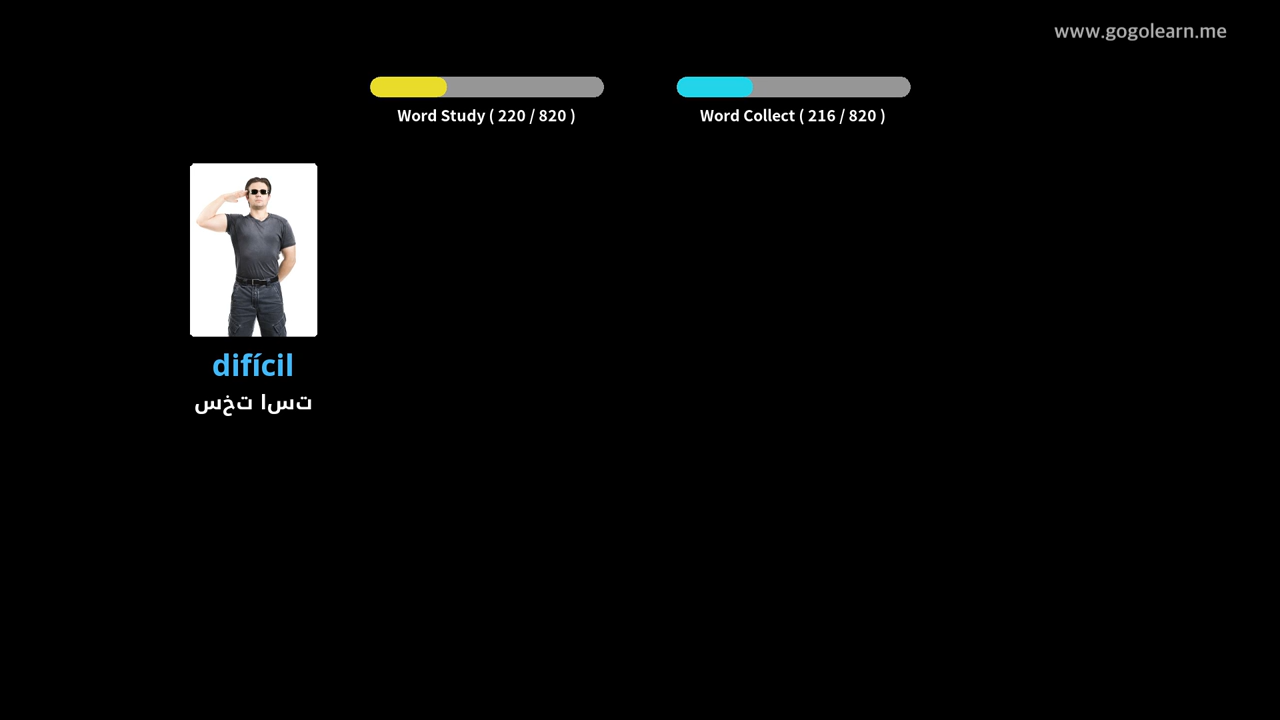 www.gogolearn.me
Word Study ( 220 / 820 )
Word Collect ( 216 / 820 )
difícil
سخت است